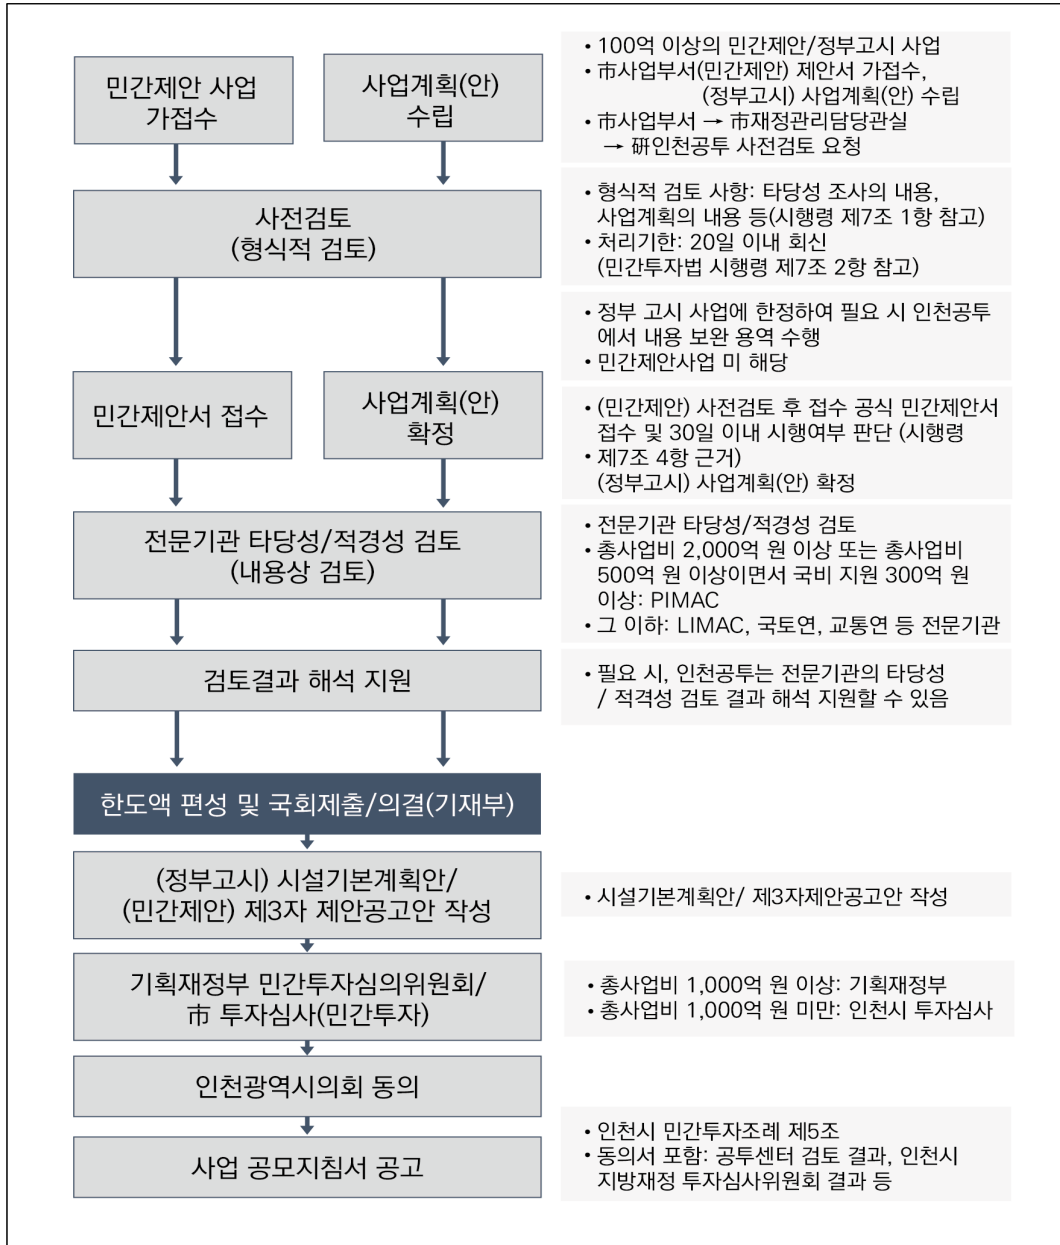 민간제안 사업
가접수
사업계획(안)
수립
• 100억 이상의 민간제안/정부고시 사업
• 市사업부서(민간제안) 제안서 가접수,
(정부고시) 사업계획(안) 수립
• 市사업부서 → 市재정관리담당관실
→ 硏인천공투 사전검토 요청
사전검토
(형식적 검토)
• 형식적 검토 사항: 타당성 조사의 내용,
사업계획의 내용 등(시행령 제7조 1항 참고)
• 처리기한: 20일 이내 회신
(민간투자법 시행령 제7조 2항 참고)
• 정부 고시 사업에 한정하여 필요 시 인천공투
에서 내용 보완 용역 수행
• 민간제안사업 미 해당
민간제안서 접수
사업계획(안)
확정
• (민간제안) 사전검토 후 접수 공식 민간제안서
접수 및 30일 이내 시행여부 판단 (시행령
• 제7조 4항 근거)
(정부고시) 사업계획(안) 확정
전문기관 타당성/적경성 검토
(내용상 검토)
• 전문기관 타당성/적경성 검토
• 총사업비 2,000억 원 이상 또는 총사업비
500억 원 이상이면서 국비 지원 300억 원
이상: PIMAC
• 그 이하: LIMAC, 국토연, 교통연 등 전문기관
검토결과 해석 지원
• 필요 시, 인천공투는 전문기관의 타당성
/ 적격성 검토 결과 해석 지원할 수 있음
한도액 편성 및 국회제출/의결(기재부)
(정부고시) 시설기본계획안/
(민간제안) 제3자 제안공고안 작성
• 시설기본계획안/ 제3자제안공고안 작성
기획재정부 민간투자심의위원회/
市 투자심사(민간투자)
• 총사업비 1,000억 원 이상: 기획재정부
• 총사업비 1,000억 원 미만: 인천시 투자심사
인천광역시의회 동의
사업 공모지침서 공고
• 인천시 민간투자조례 제5조
• 동의서 포함: 공투센터 검토 결과, 인천시
지방재정 투자심사위원회 결과 등